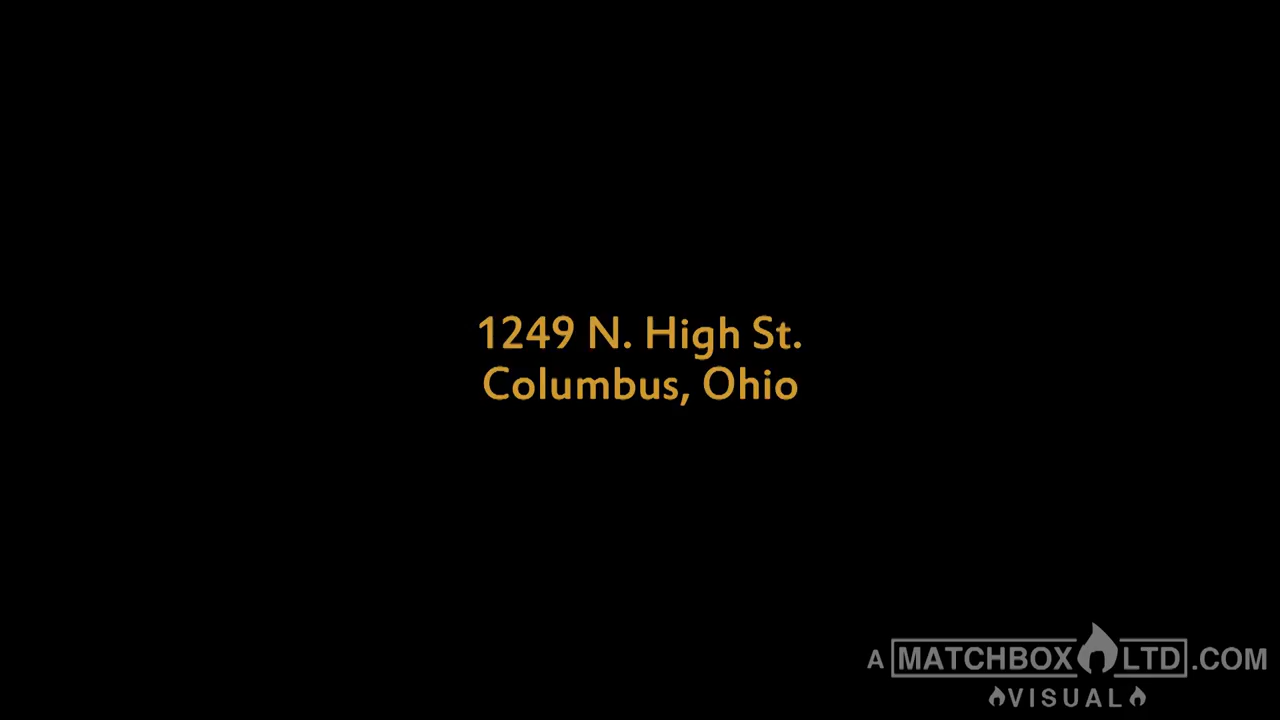 1249 N. High St.
Columbus, Ohio
A MATCHBOX LTD .COM
VISUAL